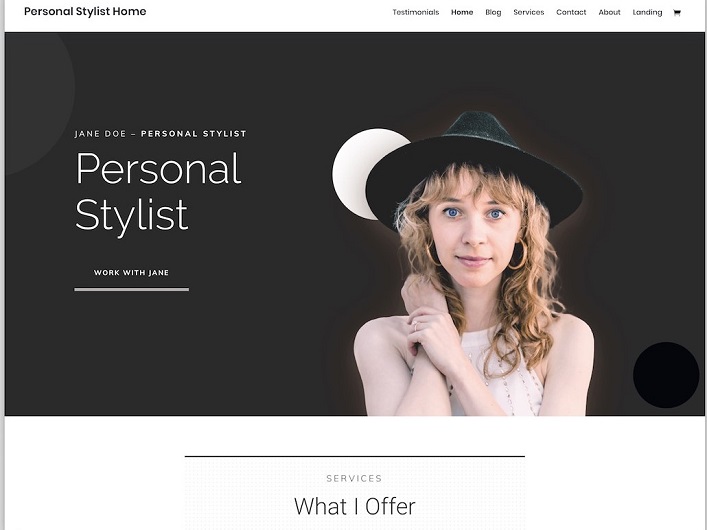 Personal Stylist Home
Testimonials Home Blog Services Contact About Landing
JANE DOE – PERSONAL STYLIST
Personal
Stylist
WORK WITH JANE
SERVICES
What I Offer